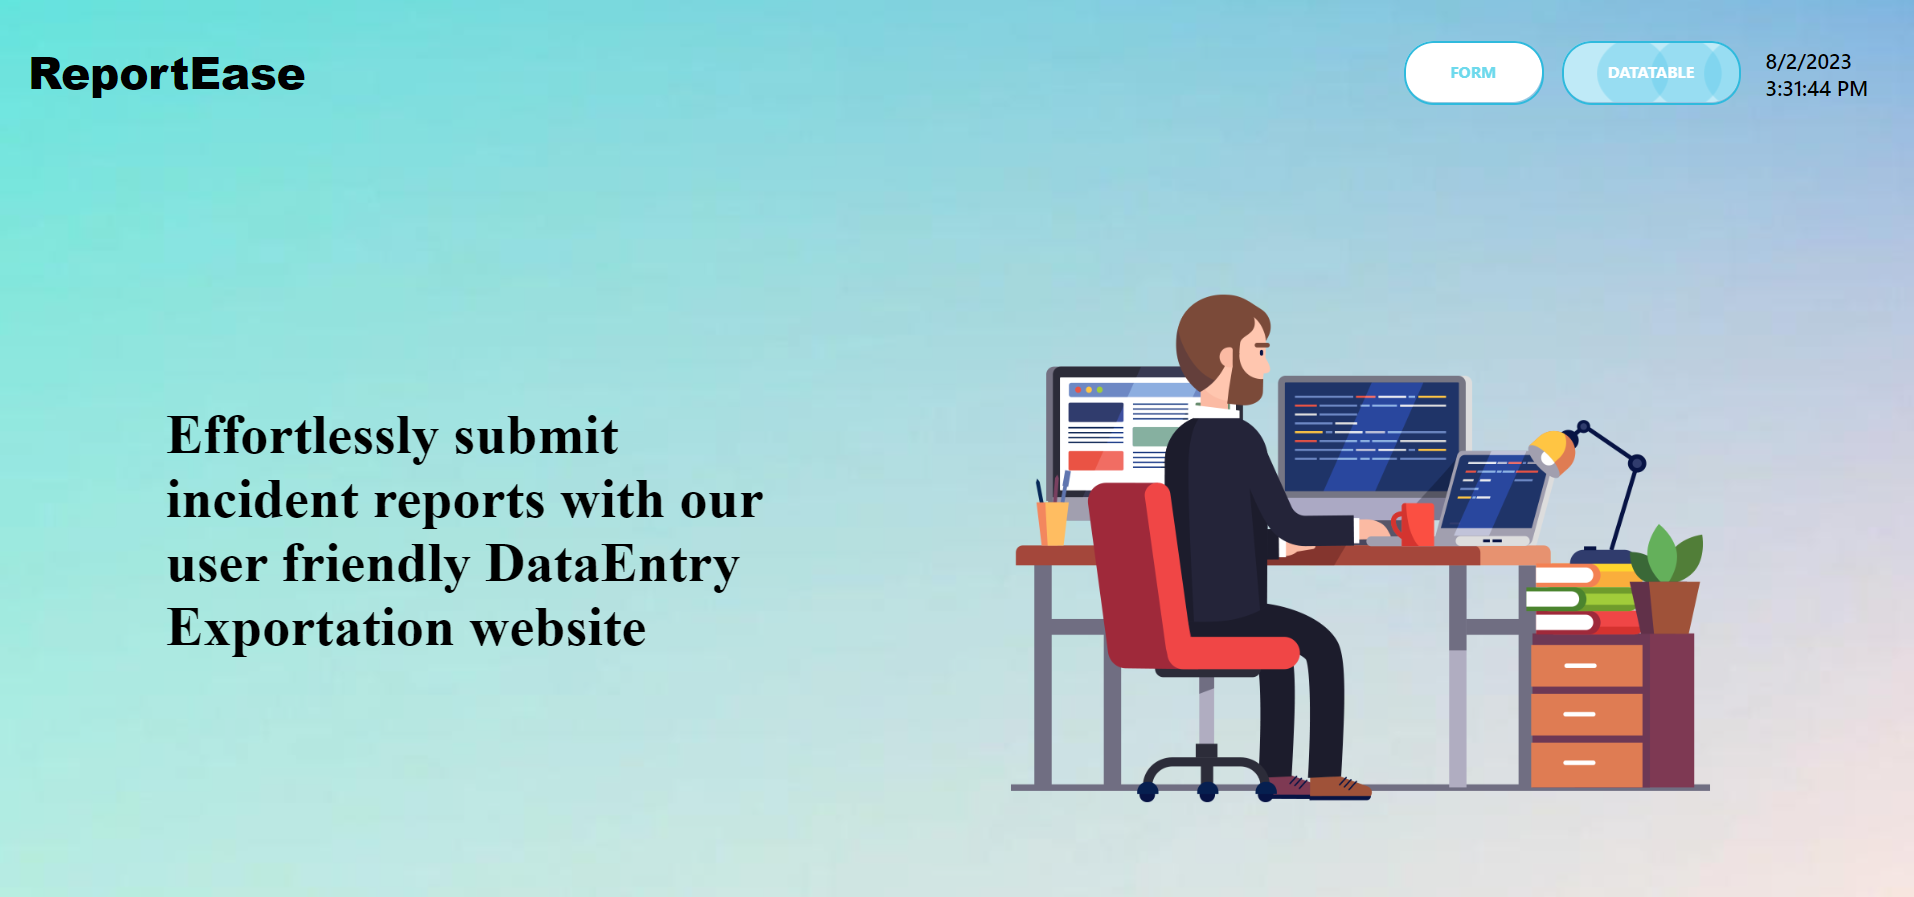 ReportEase
FORM
DATATABLE
8/2/2023
3:31:44 PM
Effortlessly submit
incident reports with our
user friendly DataEntry
Exportation website